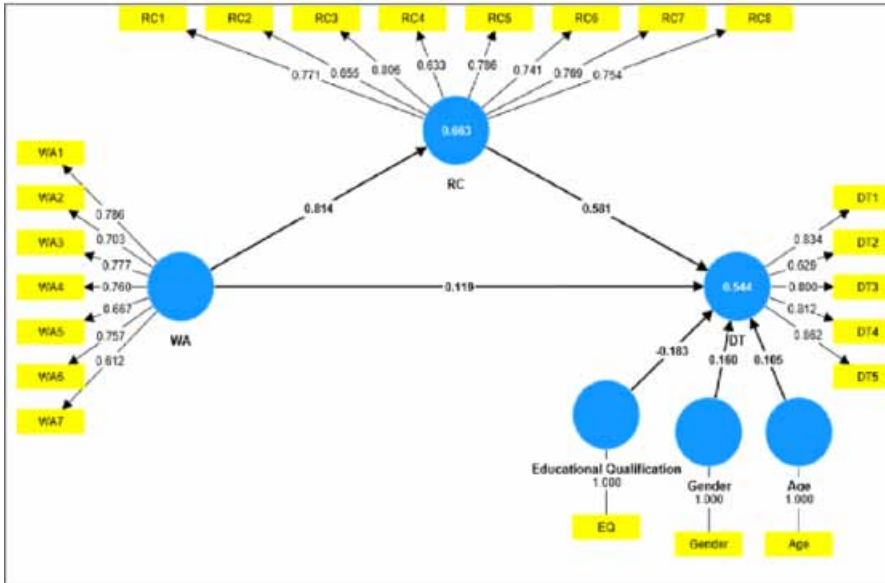 RC1 RC2 RC3 RC4 RC5 RC6 RC7 RC8
0.771 0.655 0.806 0.633 0.786 0.741 0.769 0.754
0.663
RC
WA1
WA2
WA3
WA4
WA5
WA6
WA7
0.786
0.703
0.777
0.760
0.667
0.757
0.612
WA
0.814
0.581
0.119
DT1
DT2
DT3
DT4
DT5
0.834
0.629
0.800
0.812
0.862
0.544
DT
-0.183 0.160 0.105
Educational Qualification
1.000
EQ
Gender
1.000
Gender
Age
1.000
Age